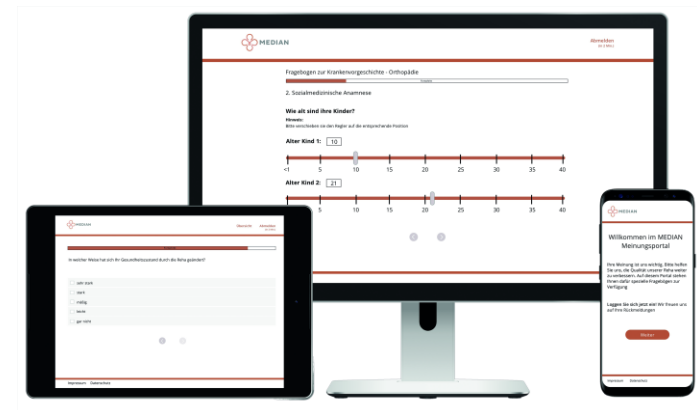 MEDIAN
Abmelden
Fragebogen zur Krankenvorgeschichte - Orthopädie
2. Sozialmedizinische Anamnese
Wie alt sind ihre Kinder?
Hinweis:
Bitte verschieben sie den Regler auf die entsprechende Position
Alter Kind 1: 10
<1 5 10 15 20 25 30 35 40
Alter Kind 2: 21
5 10 15 20 25 30 35 40
MEDIAN
Übersicht Abmelden
In welcher Weise hat sich Ihr Gesundheitszustand durch die Reha geändert?
sehr stark
stark
mäßig
kaum
gar nicht
Impressum Datenschutz
MEDIAN
Willkommen im MEDIAN
Meinungsportal
Ihre Meinung ist uns wichtig. Bitte helfen
Sie uns, die Qualität unserer Reha weiter
zu verbessern. Auf diesem Portal stehen
Ihnen dafür spezielle Fragebögen zur
Verfügung
Loggen Sie sich jetzt ein! Wir freuen uns
auf Ihre Rückmeldungen
Weiter
Impressum Datenschutz